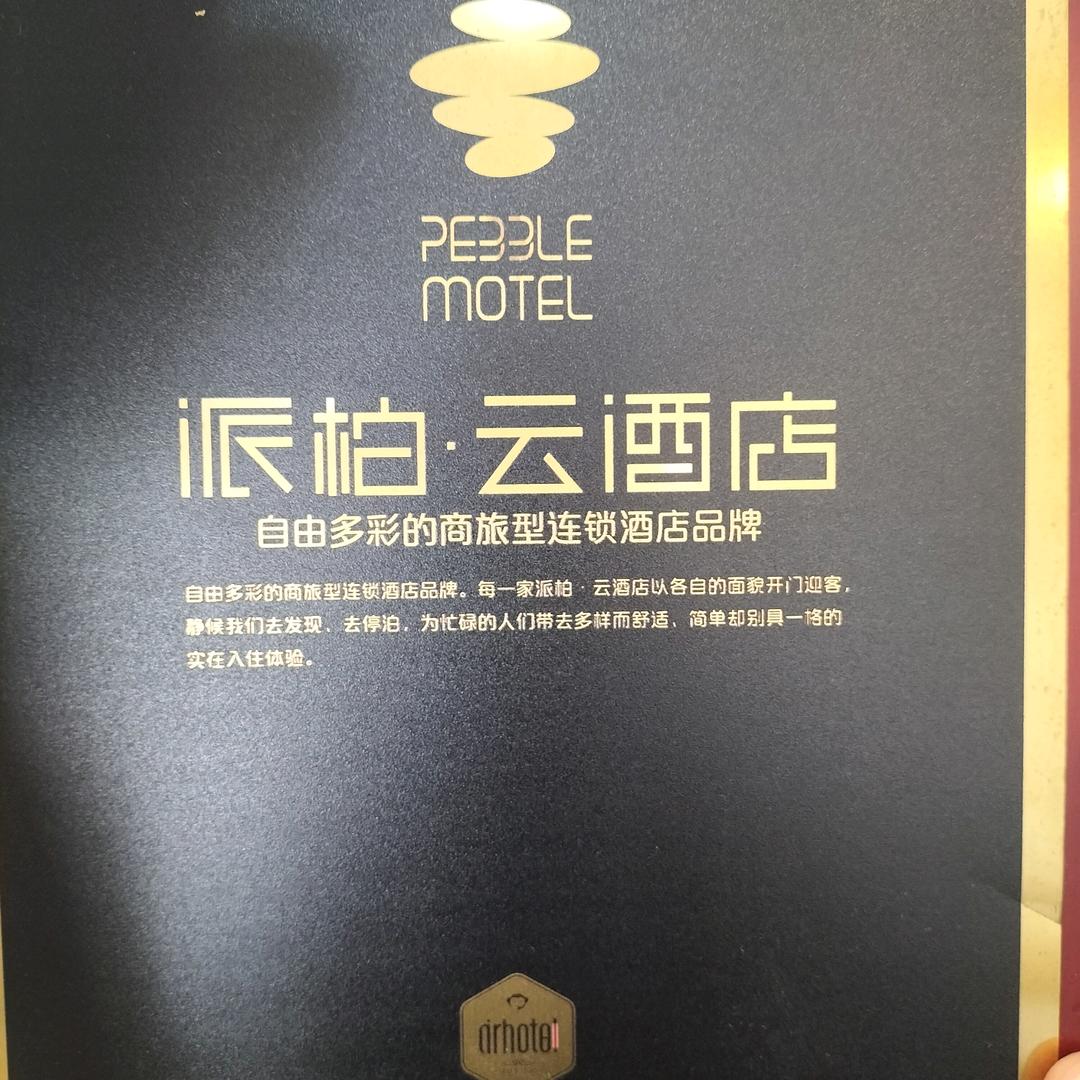 PEBBLE
MOTEL
派柏·云酒店
自由多彩的商旅型连锁酒店品牌
自由多彩的商旅型连锁酒店品牌。每一家派柏·云酒店以各自的面貌开门迎客，
静候我们去发现、去停泊，为忙碌的人们带去多样而舒适、简单却别具一格的
实在入住体验。
airhotel